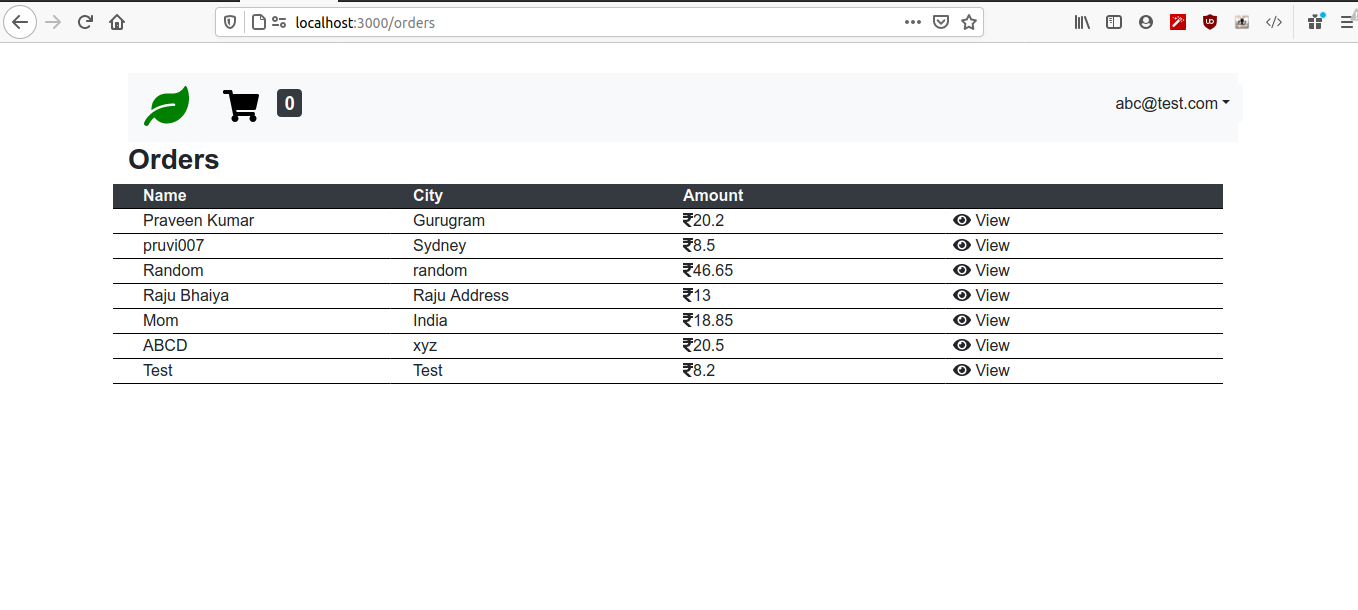 localhost:3000/orders
0 abc@test.com
Orders
Name City Amount
Praveen Kumar Gurugram ₹20.2 View
pruvi007 Sydney ₹8.5 View
Random random ₹46.65 View
Raju Bhaiya Raju Address ₹13 View
Mom India ₹18.85 View
ABCD xyz ₹20.5 View
Test Test ₹8.2 View